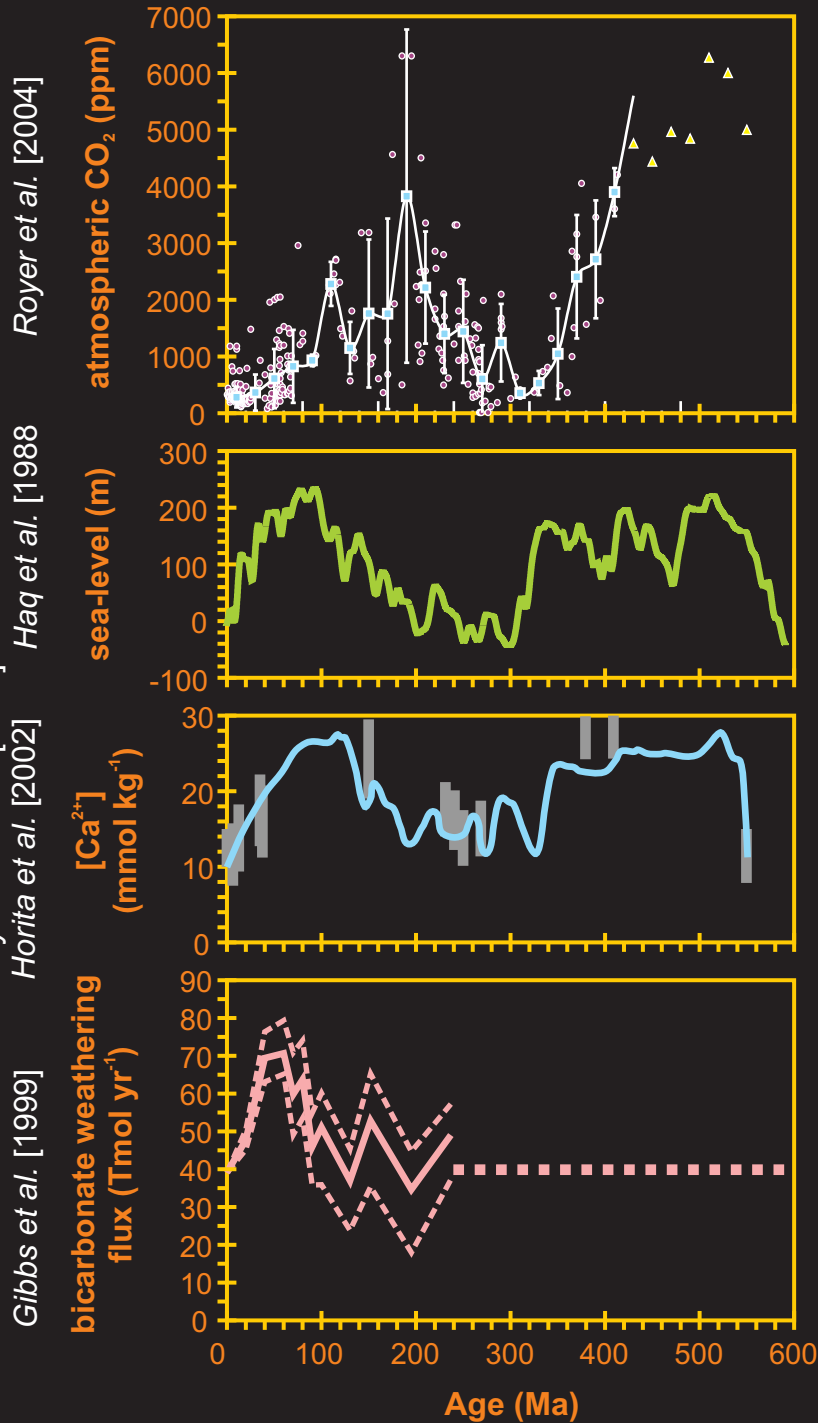 Royer et al. [2004]
atmospheric CO₂ (ppm)
7000
6000
5000
4000
3000
2000
1000
0
Haq et al. [1988
sea-level (m)
300
200
100
0
-100
Horita et al. [2002]
[Ca²⁺]
(mmol kg⁻¹)
30
20
10
0
Gibbs et al. [1999]
bicarbonate weathering
flux (Tmol yr⁻¹)
90
80
70
60
50
40
30
20
10
0
0 100 200 300 400 500 600
Age (Ma)